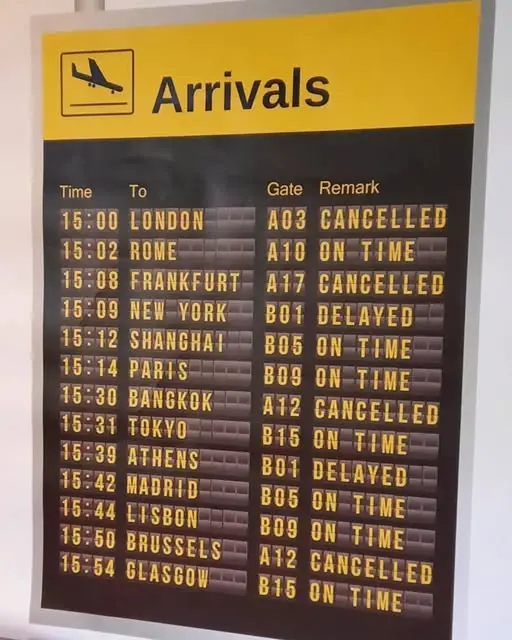 Arrivals
Time To Gate Remark
15:00 LONDON A03 CANCELLED
15:02 ROME A10 ON TIME
15:08 FRANKFURT A17 CANCELLED
15:09 NEW YORK B01 DELAYED
15:12 SHANGHAI B05 ON TIME
15:14 PARIS B09 ON TIME
15:30 BANGKOK A12 CANCELLED
15:31 TOKYO B15 ON TIME
15:39 ATHENS B01 DELAYED
15:42 MADRID B05 ON TIME
15:44 LISBON B09 ON TIME
15:50 BRUSSELS A12 CANCELLED
15:54 GLASGOW B15 ON TIME